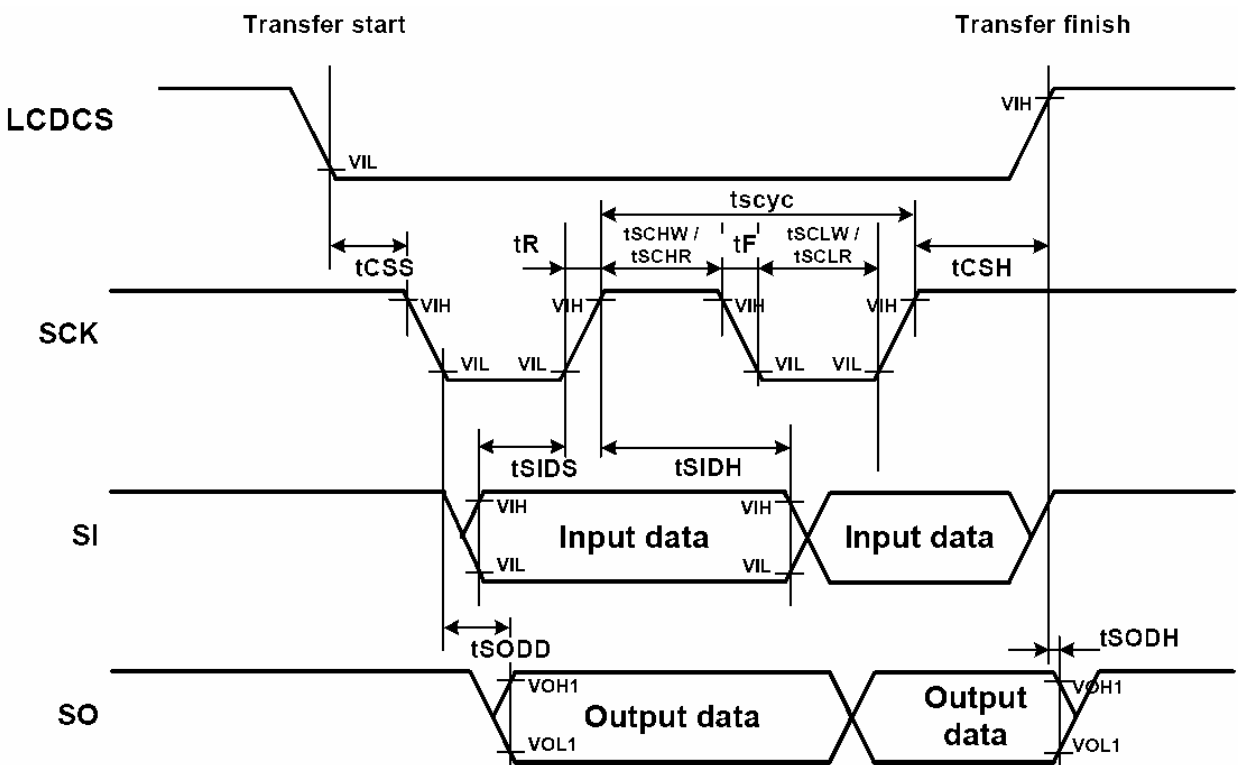 Transfer start
Transfer finish
LCDCS
VIH
VIL
tscyc
tR
tSCHW /
tSCHR
tF
tSCLW /
tSCLR
tCSS
tCSH
SCK
VIH
VIH
VIH
VIH
VIL
VIL
VIL
VIL
tSIDS
tSIDH
SI
VIH
VIH
Input data
Input data
VIL
VIL
tSODD
tSODH
SO
VOH1
VOH1
Output data
Output
data
VOL1
VOL1